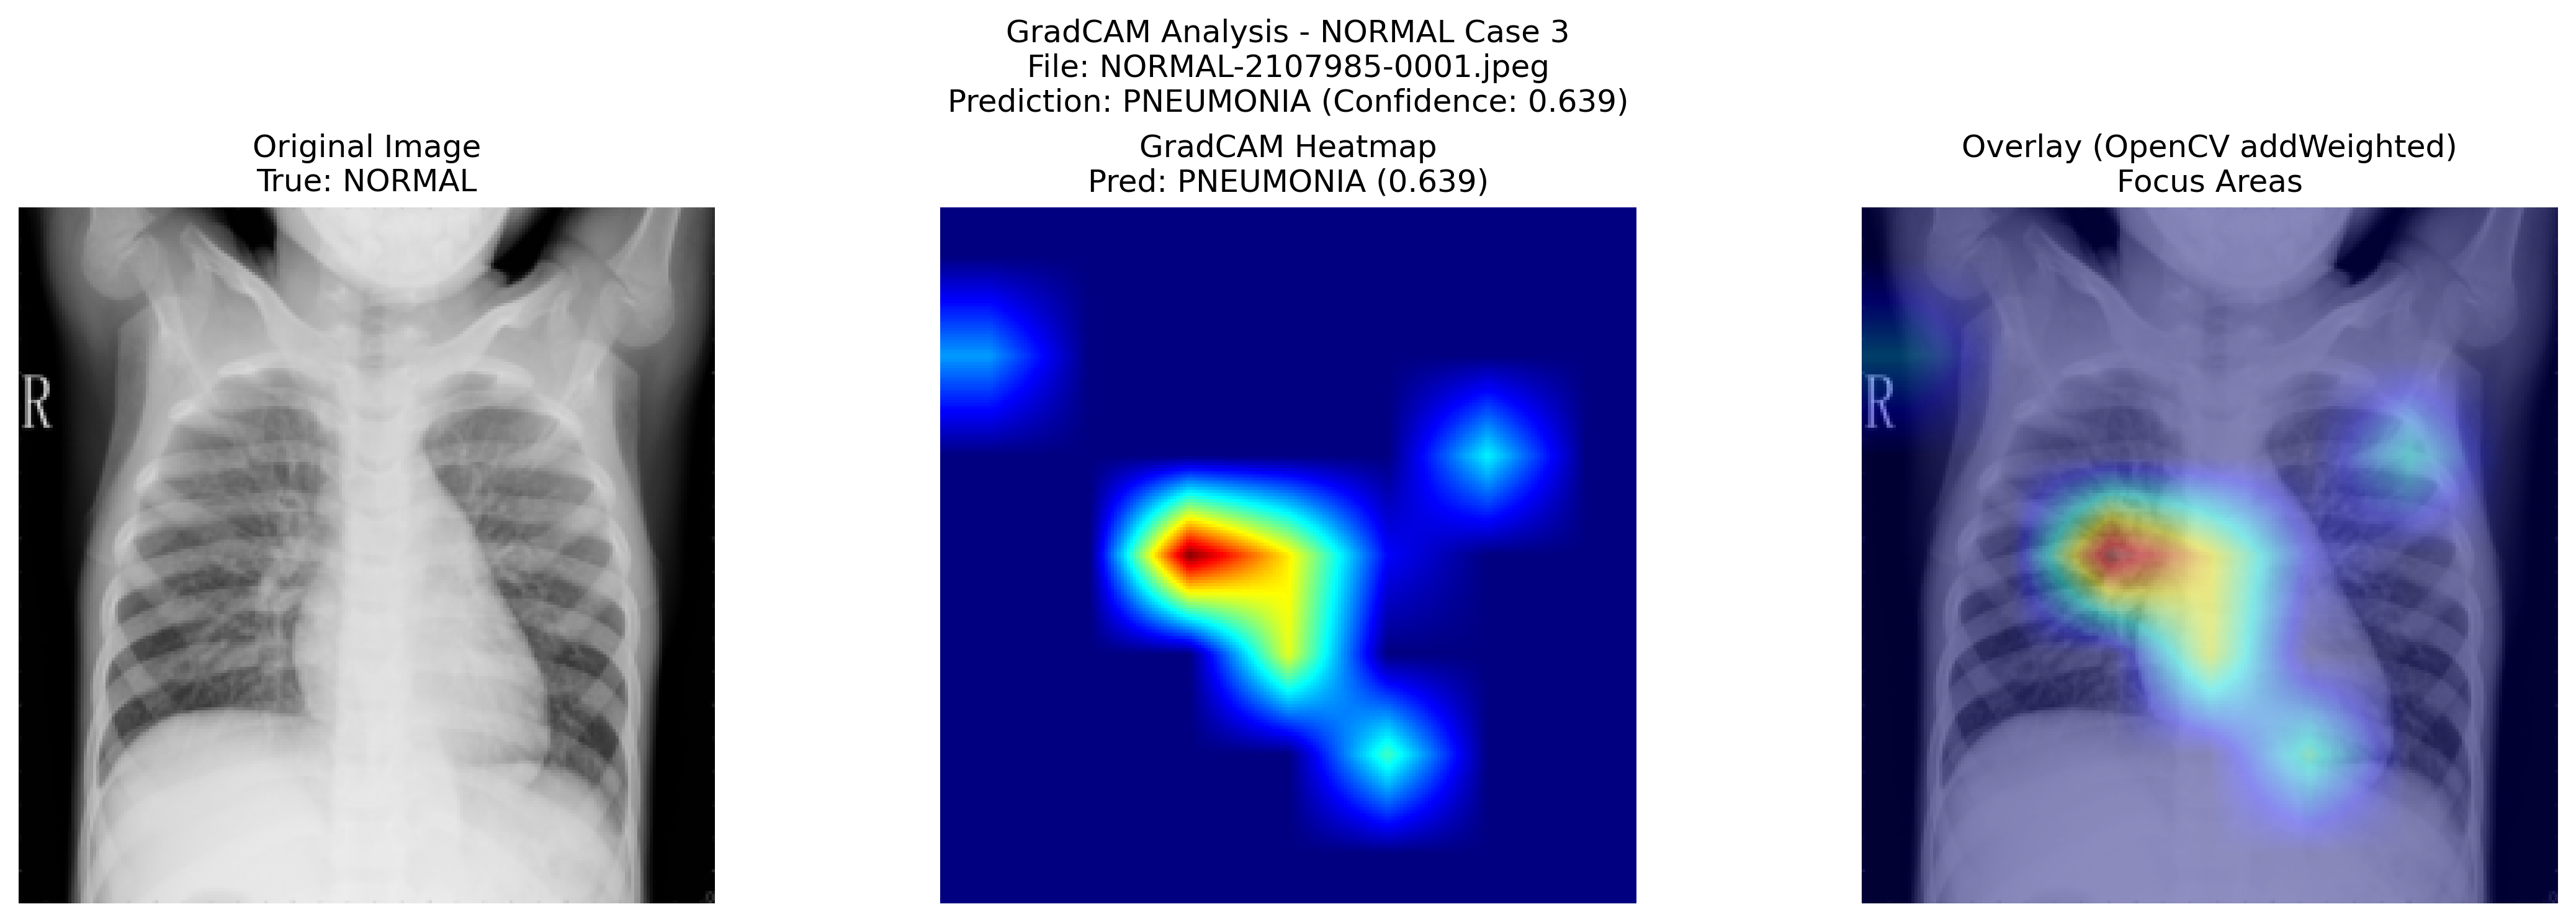 GradCAM Analysis - NORMAL Case 3
File: NORMAL-2107985-0001.jpeg
Prediction: PNEUMONIA (Confidence: 0.639)
Original Image
True: NORMAL
GradCAM Heatmap
Pred: PNEUMONIA (0.639)
Overlay (OpenCV addWeighted)
Focus Areas
R
R